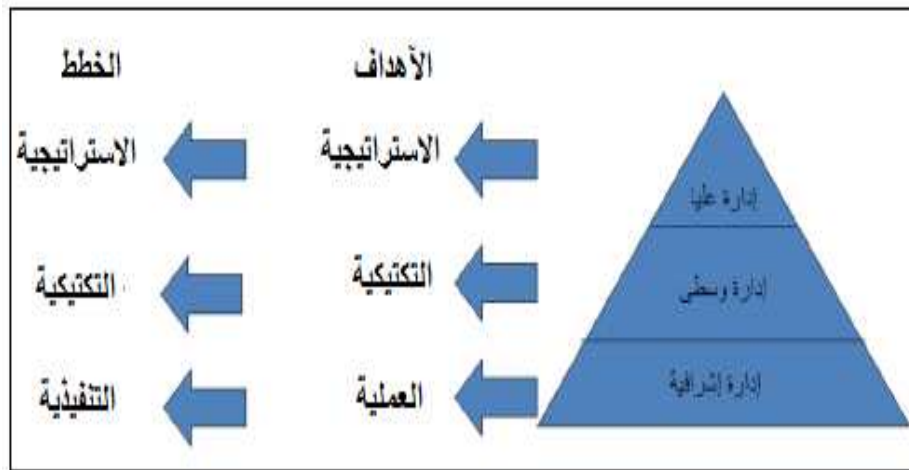 الأهداف
الخطط
إدارة عليا
الاستراتيجية
الاستراتيجية
إدارة وسطى
التكتيكية
التكتيكية
إدارة إشرافية
العملية
التنفيذية